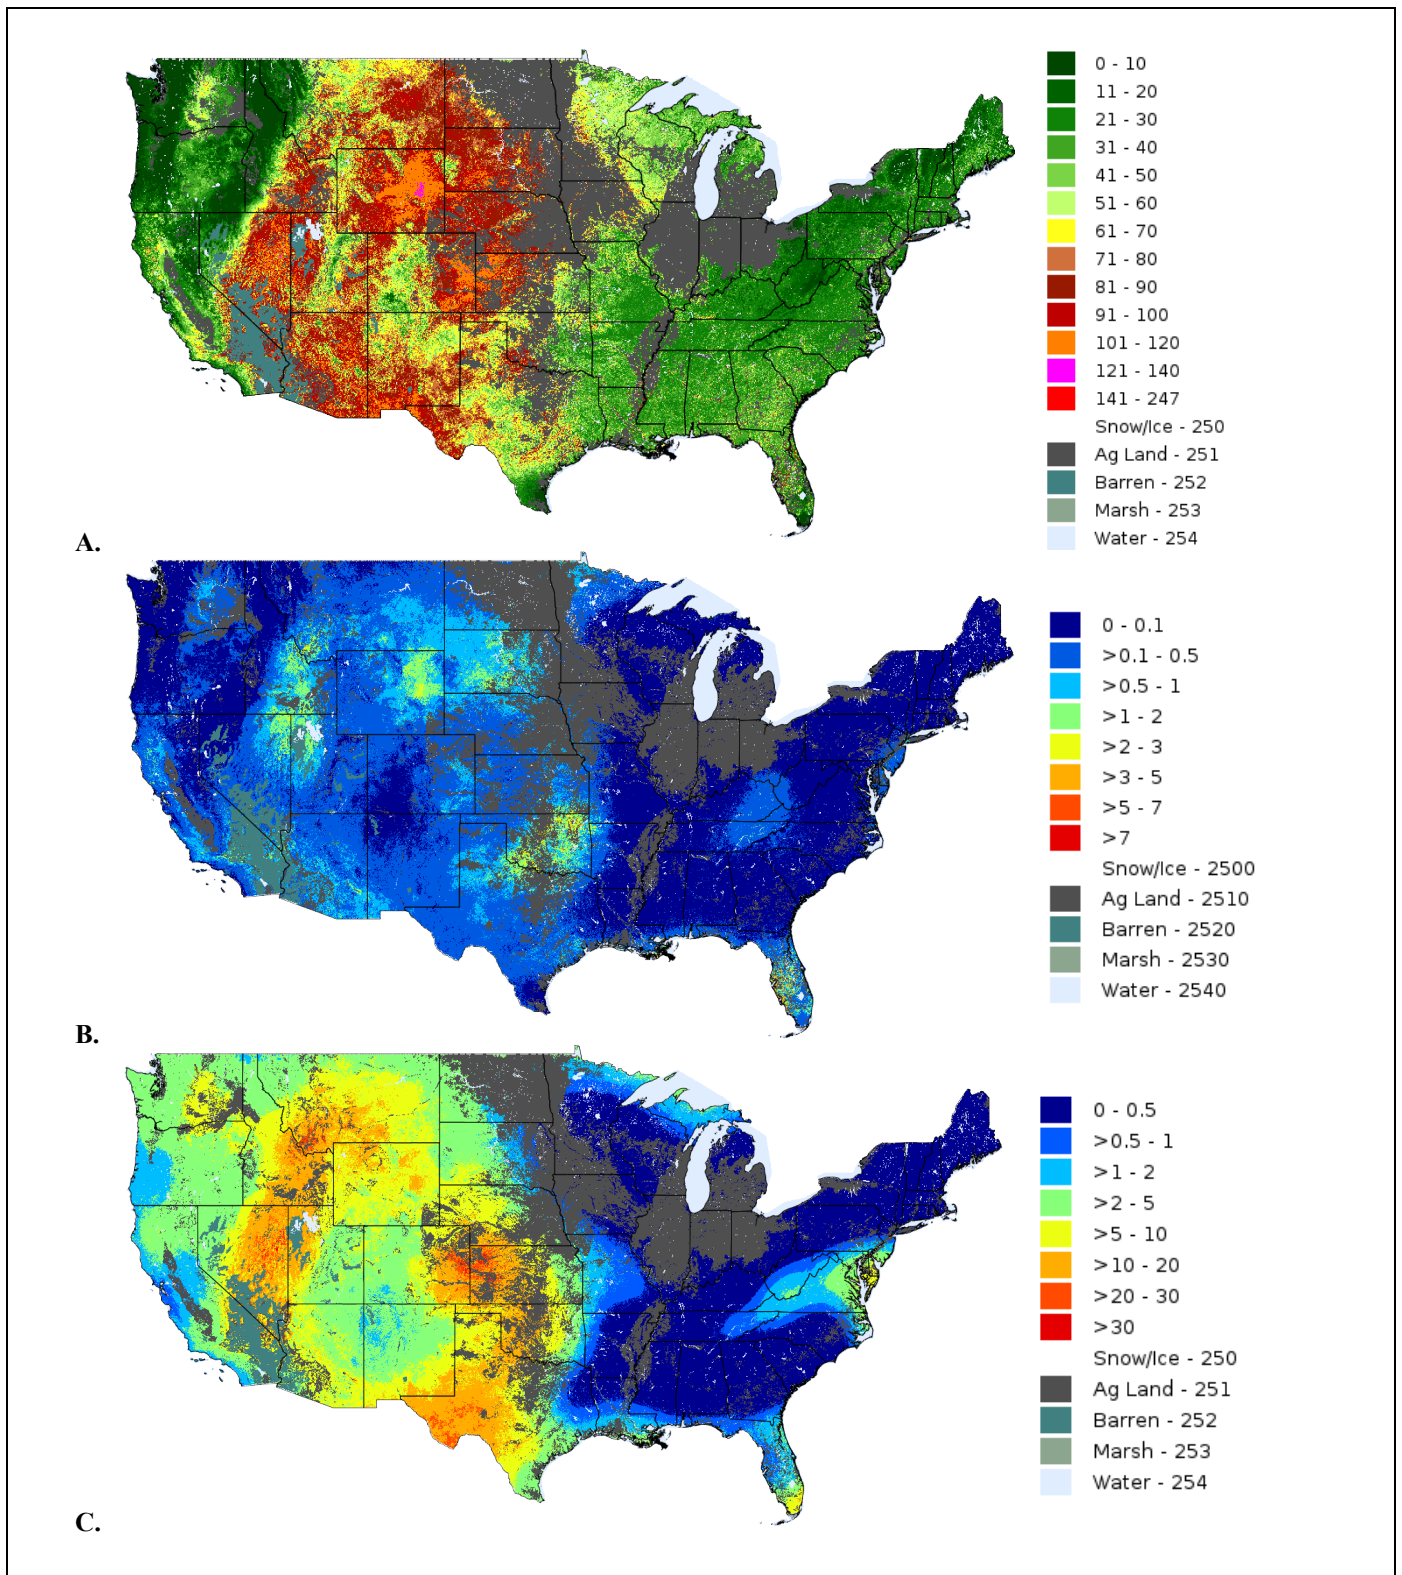 0 - 10
11 - 20
21 - 30
31 - 40
41 - 50
51 - 60
61 - 70
71 - 80
81 - 90
91 - 100
101 - 120
121 - 140
141 - 247
Snow/Ice - 250
Ag Land - 251
Barren - 252
Marsh - 253
Water - 254
A.
0 - 0.1
>0.1 - 0.5
>0.5 - 1
>1 - 2
>2 - 3
>3 - 5
>5 - 7
>7
Snow/Ice - 2500
Ag Land - 2510
Barren - 2520
Marsh - 2530
Water - 2540
B.
0 - 0.5
>0.5 - 1
>1 - 2
>2 - 5
>5 - 10
>10 - 20
>20 - 30
>30
Snow/Ice - 250
Ag Land - 251
Barren - 252
Marsh - 253
Water - 254
C.